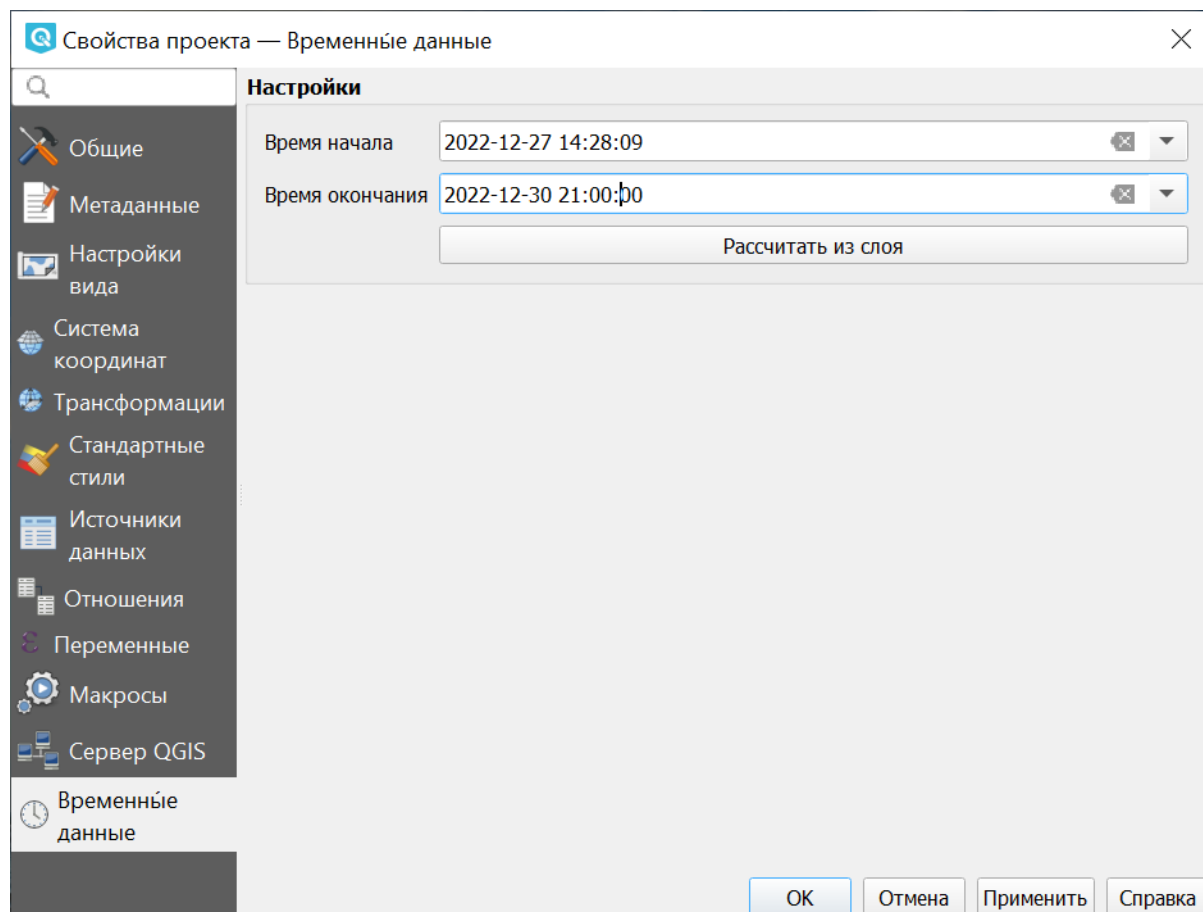 Свойства проекта — Временны́е данные
Настройки
Общие
Метаданные
Настройки
вида
Система
координат
Трансформации
Стандартные
стили
Источники
данных
Отношения
Переменные
Макросы
Сервер QGIS
Временны́е
данные
Время начала 2022-12-27 14:28:09
Время окончания 2022-12-30 21:00:00
Рассчитать из слоя
OK Отмена Применить Справка